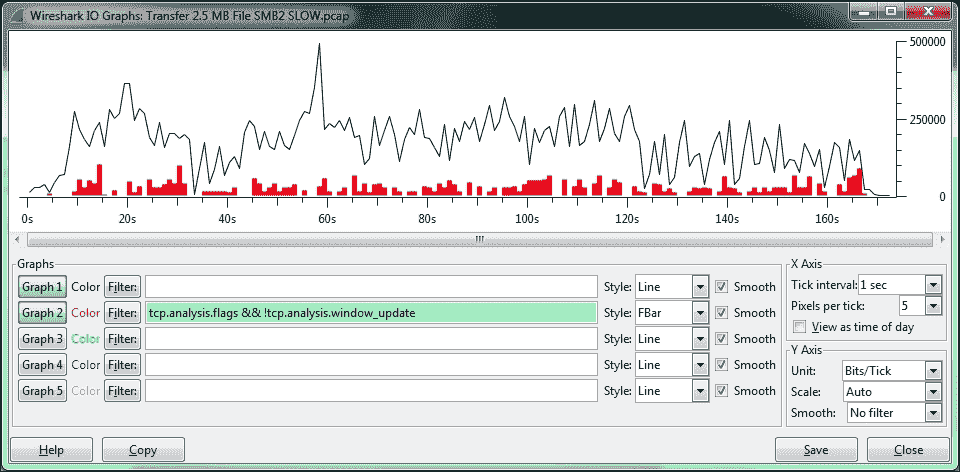 Wireshark IO Graphs: Transfer 2.5 MB File SMB2 SLOW.pcap
500000
250000
0
0s 20s 40s 60s 80s 100s 120s 140s 160s
Graphs
Graph 1 Color Filter: Style: Line Smooth
Graph 2 Color Filter: tcp.analysis.flags && !tcp.analysis.window_update Style: FBar Smooth
Graph 3 Color Filter: Style: Line Smooth
Graph 4 Color Filter: Style: Line Smooth
Graph 5 Color Filter: Style: Line Smooth
X Axis
Tick interval: 1 sec
Pixels per tick: 5
View as time of day
Y Axis
Unit: Bits/Tick
Scale: Auto
Smooth: No filter
Help Copy Save Close